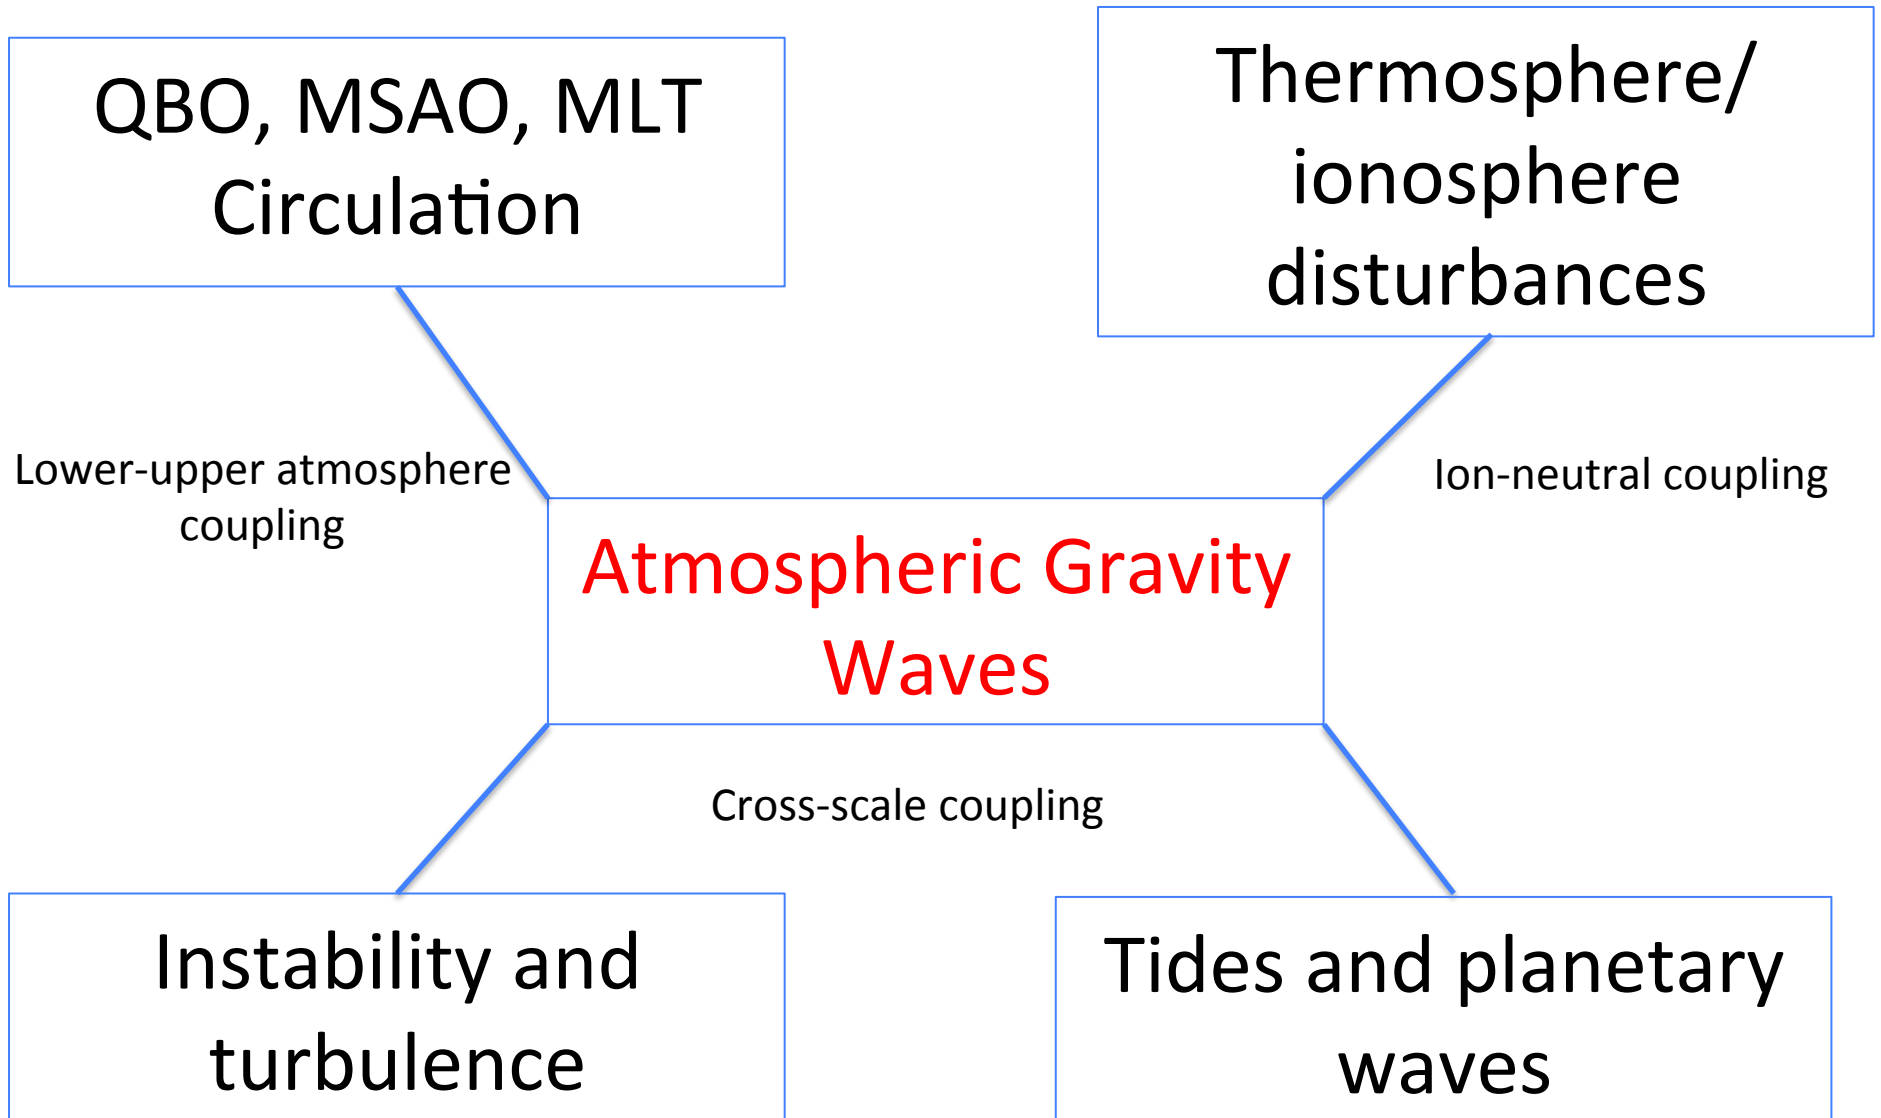 QBO, MSAO, MLT
Circulation
Thermosphere/
ionosphere
disturbances
Lower-upper atmosphere
coupling
Ion-neutral coupling
Atmospheric Gravity
Waves
Cross-scale coupling
Instability and
turbulence
Tides and planetary
waves